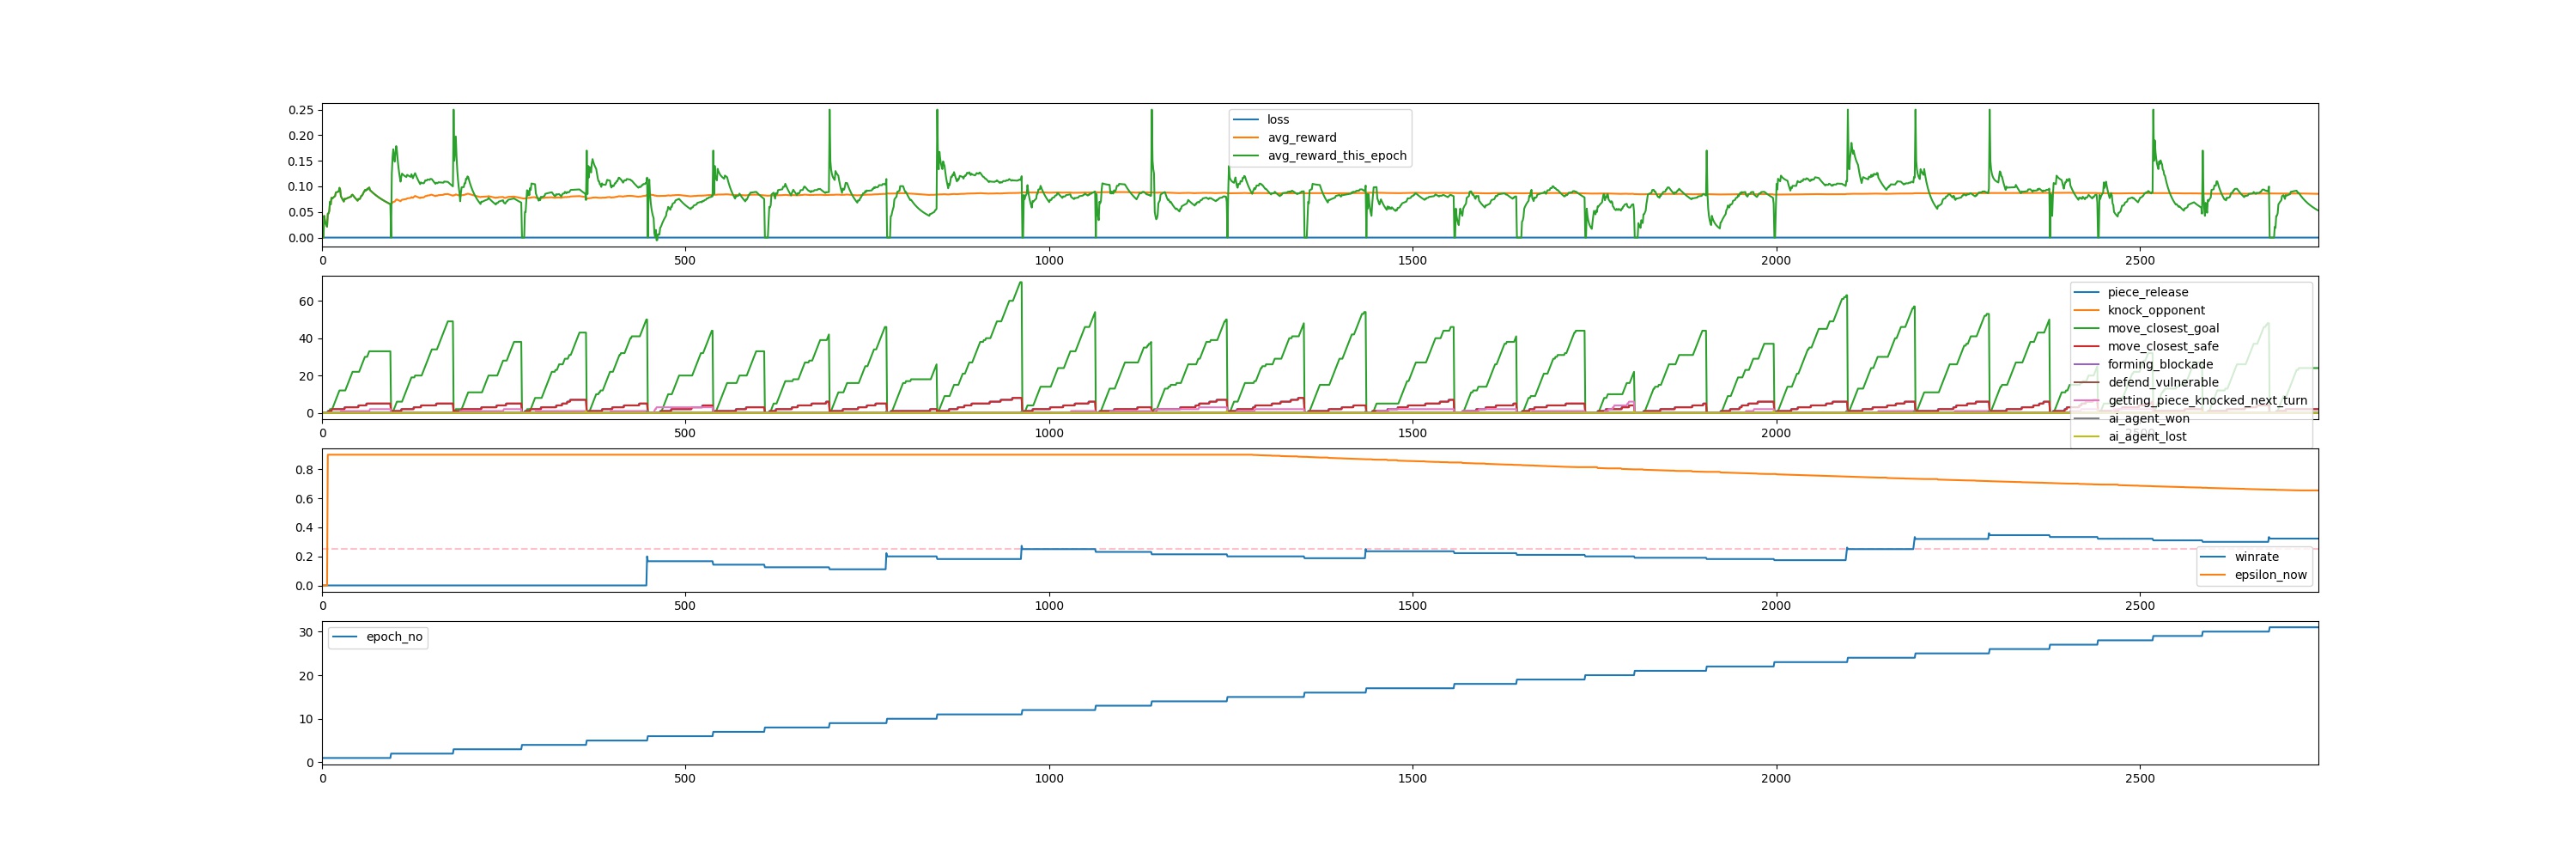 0.25
0.20
0.15
0.10
0.05
0.00
loss
avg_reward
avg_reward_this_epoch
0 500 1000 1500 2000 2500
60
40
20
0
piece_release
knock_opponent
move_closest_goal
move_closest_safe
forming_blockade
defend_vulnerable
getting_piece_knocked_next_turn
ai_agent_won
ai_agent_lost
0 500 1000 1500 2000 2500
0.8
0.6
0.4
0.2
0.0
winrate
epsilon_now
0 500 1000 1500 2000 2500
30
20
10
0
epoch_no
0 500 1000 1500 2000 2500